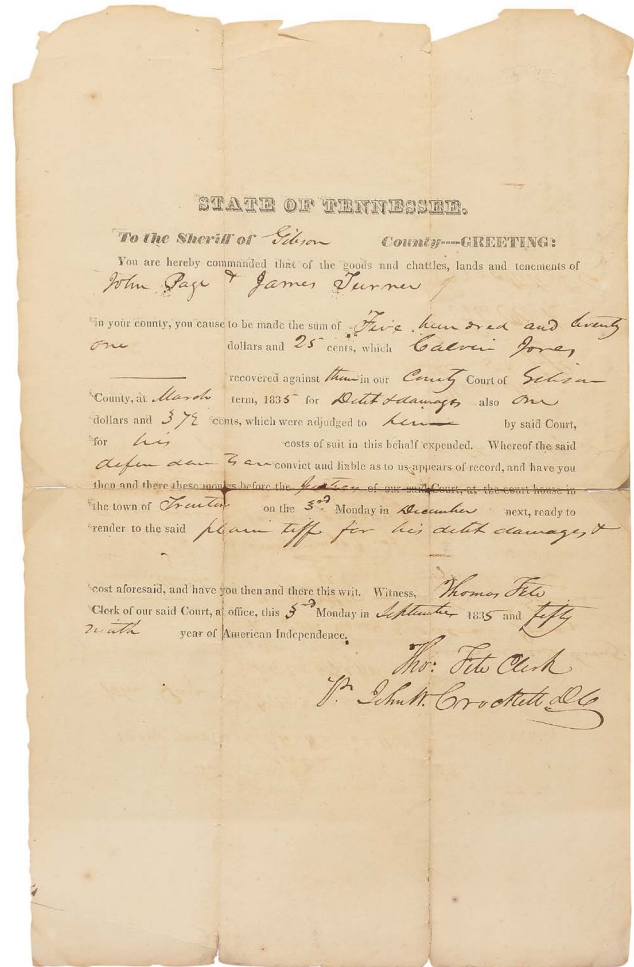 STATE OF TENNESSEE.
To the Sheriff of Gibson County----GREETING:
You are hereby commanded that of the goods and chattles, lands and tenements of
John Page & James Turner
in your county, you cause to be made the sum of Five hundred and twenty
one dollars and 25 cents, which Calvin Jones
recovered against them in our County Court of Gibson
County, at March term, 1835 for Debt & damages also one
dollars and 37½ cents, which were adjudged to him by said Court,
for his costs of suit in this behalf expended. Whereof the said
defendants are convict and liable as to us appears of record, and have you
then and there these monies before the Justices of our said Court, at the court house in
the town of Trenton on the 3rd Monday in December next, ready to
render to the said plaintiff for his debt damages &
cost aforesaid, and have you then and there this writ. Witness, Thomas Fite
Clerk of our said Court, at office, this 3rd Monday in September 1835 and fifty
ninth year of American Independence.
Thos. Fite Clerk
Pr. John W. Crockett D C